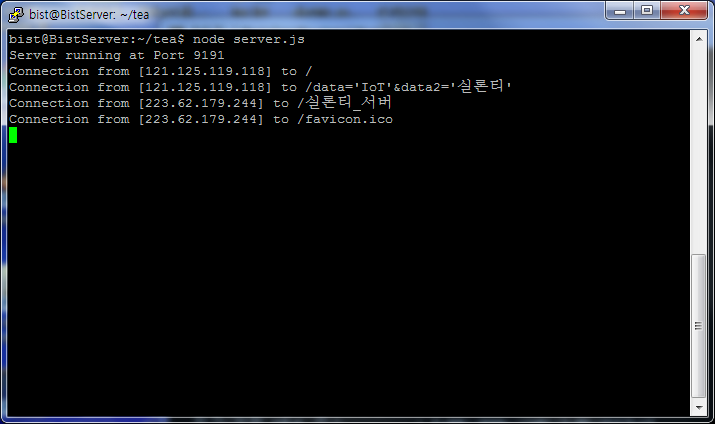 bist@BistServer: ~/tea
bist@BistServer:~/tea$ node server.js
Server running at Port 9191
Connection from [121.125.119.118] to /
Connection from [121.125.119.118] to /data='IoT'&data2='실론티'
Connection from [223.62.179.244] to /실론티_서버
Connection from [223.62.179.244] to /favicon.ico